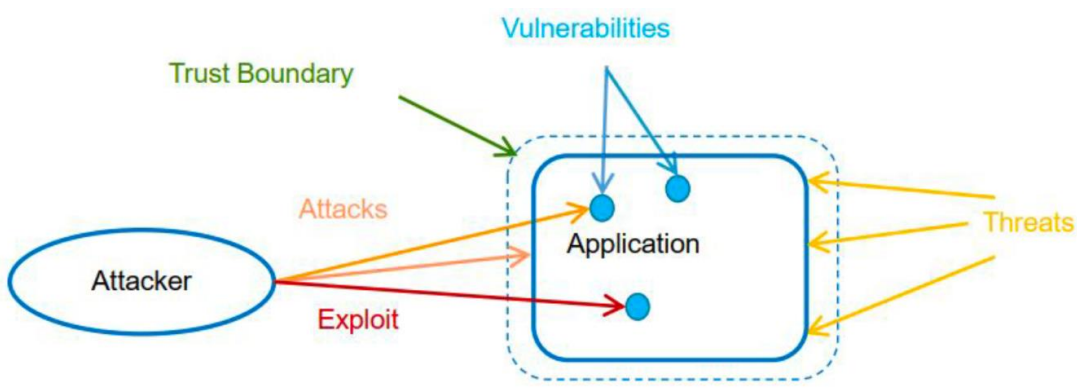 Vulnerabilities
Trust Boundary
Attacks
Threats
Application
Attacker
Exploit